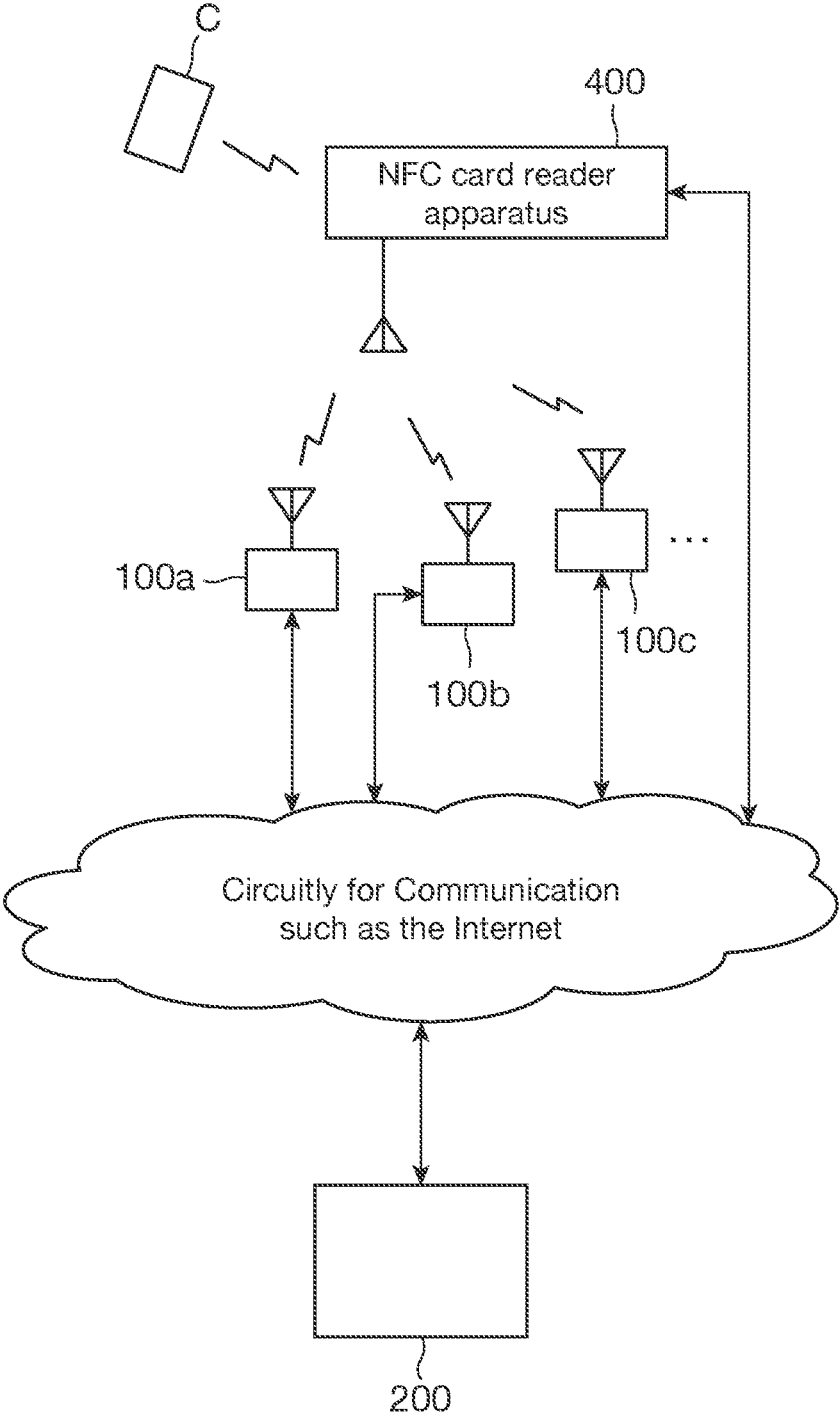 C
400
NFC card reader
apparatus
100a
100b
100c
...
Circuitly for Communication
such as the Internet
200